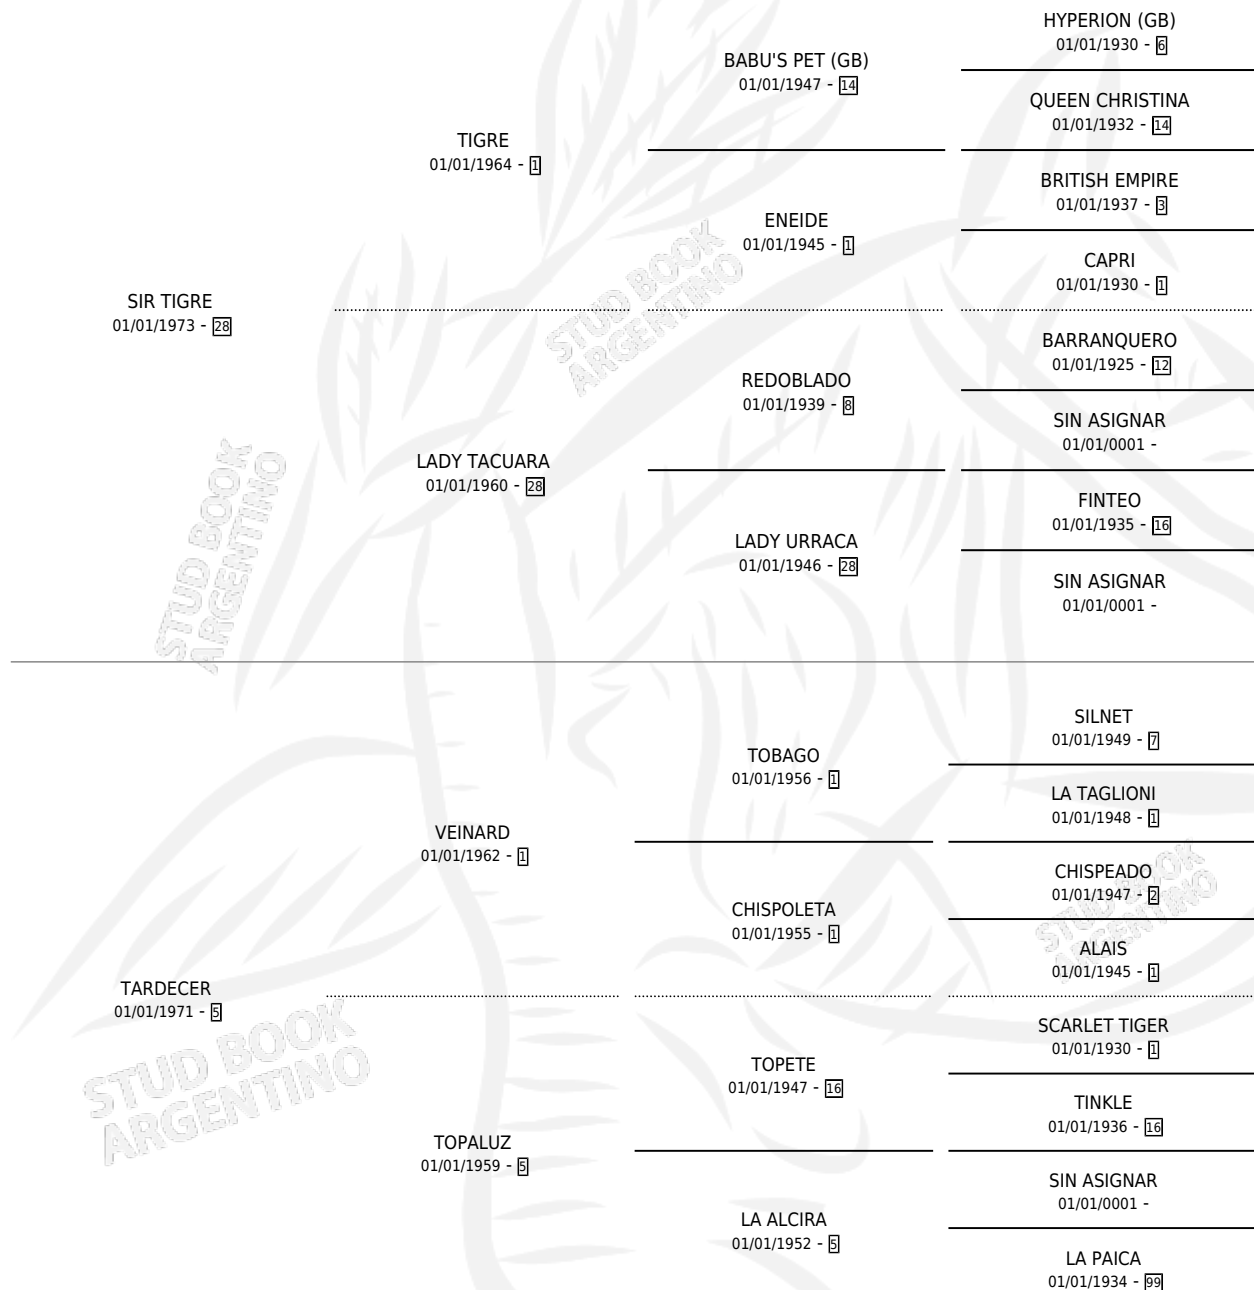 HYPERION (GB)
01/01/1930 - 6
BABU'S PET (GB)
01/01/1947 - 14
QUEEN CHRISTINA
01/01/1932 - 14
TIGRE
01/01/1964 - 1
BRITISH EMPIRE
01/01/1937 - 3
ENEIDE
01/01/1945 - 1
CAPRI
01/01/1930 - 1
SIR TIGRE
01/01/1973 - 28
BARRANQUERO
01/01/1925 - 12
REDOBLADO
01/01/1939 - 8
SIN ASIGNAR
01/01/0001 -
LADY TACUARA
01/01/1960 - 28
FINTEO
01/01/1935 - 16
LADY URRACA
01/01/1946 - 28
SIN ASIGNAR
01/01/0001 -
SILNET
01/01/1949 - 7
TOBAGO
01/01/1956 - 1
LA TAGLIONI
01/01/1948 - 1
VEINARD
01/01/1962 - 1
CHISPEADO
01/01/1947 - 2
CHISPOLETA
01/01/1955 - 1
ALAIS
01/01/1945 - 1
TARDECER
01/01/1971 - 5
SCARLET TIGER
01/01/1930 - 1
TOPETE
01/01/1947 - 16
TINKLE
01/01/1936 - 16
TOPALUZ
01/01/1959 - 5
SIN ASIGNAR
01/01/0001 -
LA ALCIRA
01/01/1952 - 5
LA PAICA
01/01/1934 - 99
STUD BOOK
ARGENTINO
STUD BOOK
ARGENTINO
STUD BOOK
ARGENTINO
STUD BOOK
ARGENTINO